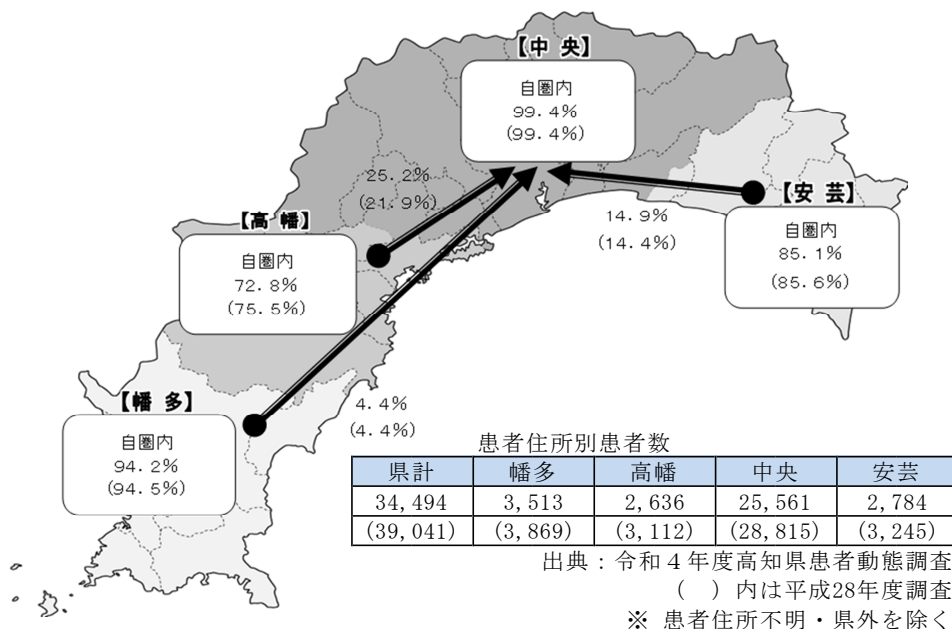 【中 央】
自圏内
99.4%
(99.4%)
25.2%
(21.9%)
【高 幡】
自圏内
72.8%
(75.5%)
14.9%
(14.4%)
【安 芸】
自圏内
85.1%
(85.6%)
【幡 多】
自圏内
94.2%
(94.5%)
4.4%
(4.4%)
患者住所別患者数
県計 幡多 高幡 中央 安芸
34,494 3,513 2,636 25,561 2,784
(39,041) (3,869) (3,112) (28,815) (3,245)
出典：令和４年度高知県患者動態調査
（　）内は平成28年度調査
※ 患者住所不明・県外を除く